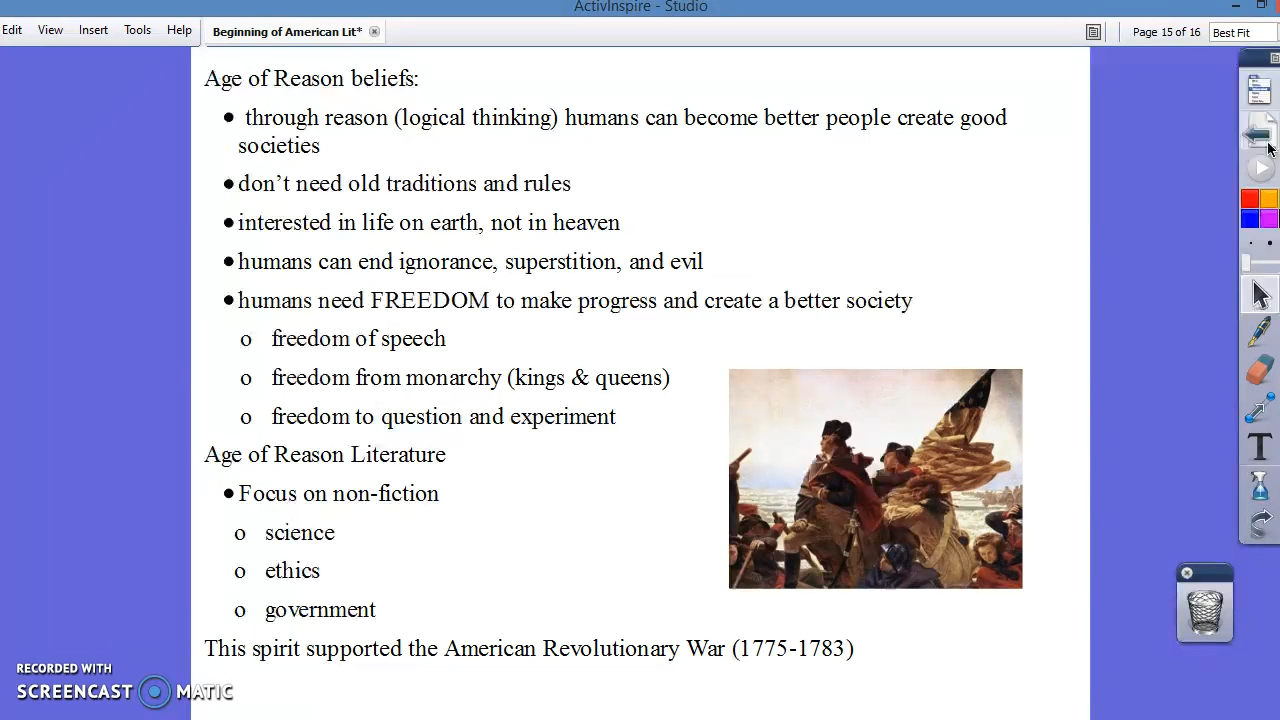 ActivInspire - Studio
Edit View Insert Tools Help
Beginning of American Lit*
Page 15 of 16
Best Fit
Age of Reason beliefs:
• through reason (logical thinking) humans can become better people create good
societies
• don’t need old traditions and rules
• interested in life on earth, not in heaven
• humans can end ignorance, superstition, and evil
• humans need FREEDOM to make progress and create a better society
o freedom of speech
o freedom from monarchy (kings & queens)
o freedom to question and experiment
Age of Reason Literature
• Focus on non-fiction
o science
o ethics
o government
This spirit supported the American Revolutionary War (1775-1783)
RECORDED WITH
SCREENCAST MATIC